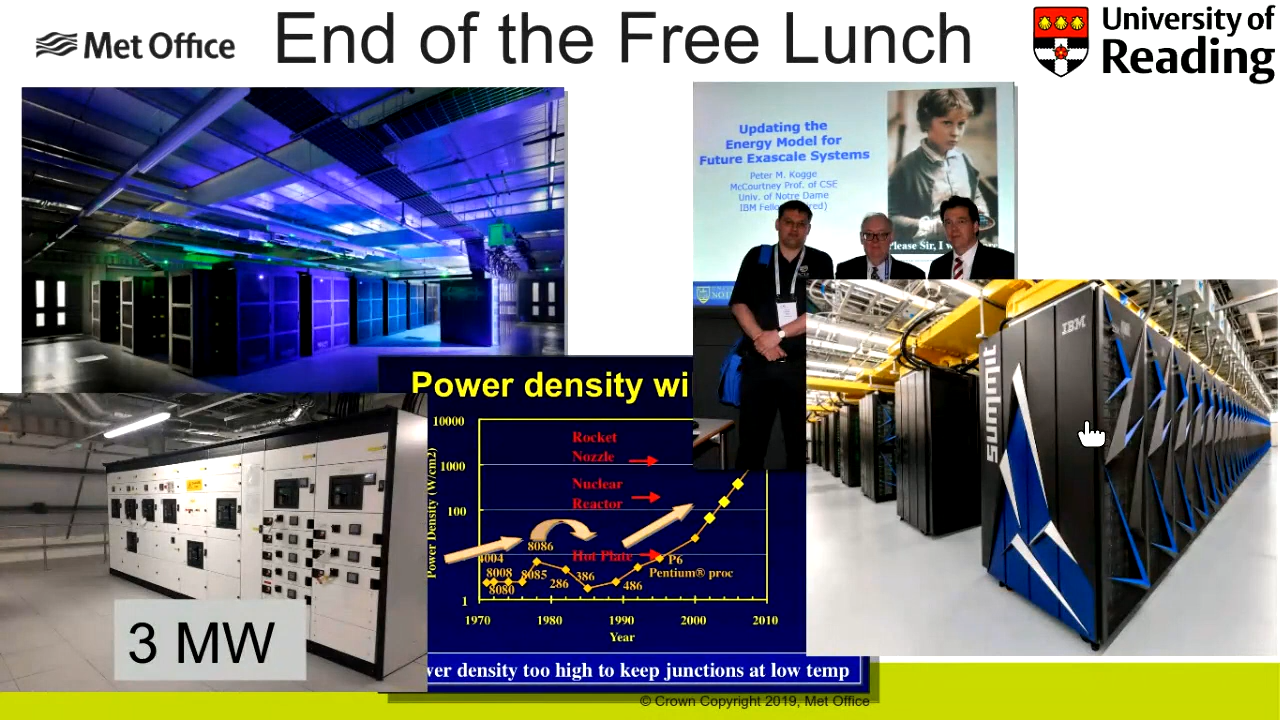 Met Office
End of the Free Lunch
University of
Reading
Updating the
Energy Model for
Future Exascale Systems
Peter M. Kogge
McCourtney Prof. of CSE
Univ. of Notre Dame
IBM
Please Sir, I
IBM
summit
Power density
10000
1000
100
1
Power Density (W/cm2)
Rocket
Nozzle
Nuclear
Reactor
Hot Plate
4004
8008
8080
8085
8086
286
386
486
P6
Pentium® proc
1970
1980
1990
2000
2010
Year
3 MW
density too high to keep junctions at low temp
© Crown Copyright 2019, Met Office